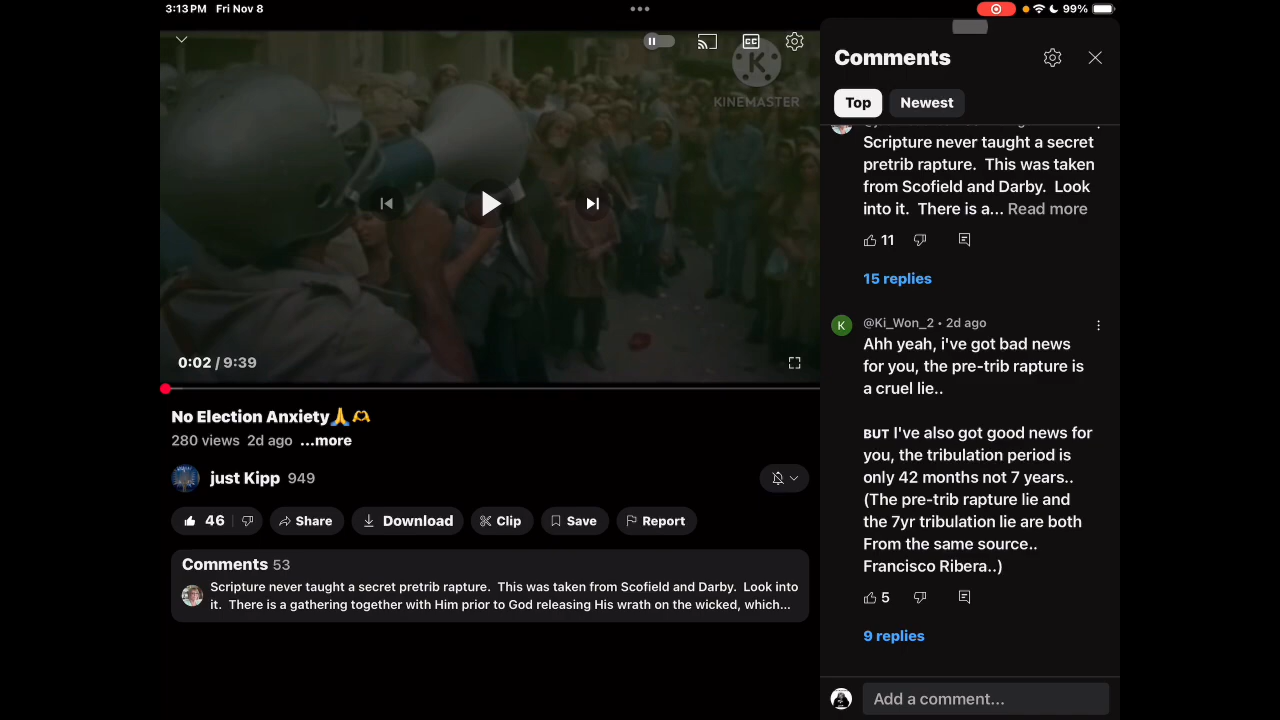 3:13 PM Fri Nov 8
99%
KINEMASTER
0:02 / 9:39
No Election Anxiety🙏🫶
280 views 2d ago ...more
just Kipp 949
46
Share
Download
Clip
Save
Report
Comments 53
Scripture never taught a secret pretrib rapture. This was taken from Scofield and Darby. Look into
it. There is a gathering together with Him prior to God releasing His wrath on the wicked, which...
Comments
Top
Newest
Scripture never taught a secret
pretrib rapture. This was taken
from Scofield and Darby. Look
into it. There is a... Read more
11
15 replies
K
@Ki_Won_2 • 2d ago
Ahh yeah, i've got bad news
for you, the pre-trib rapture is
a cruel lie..
BUT I've also got good news for
you, the tribulation period is
only 42 months not 7 years..
(The pre-trib rapture lie and
the 7yr tribulation lie are both
From the same source..
Francisco Ribera..)
5
9 replies
Add a comment...